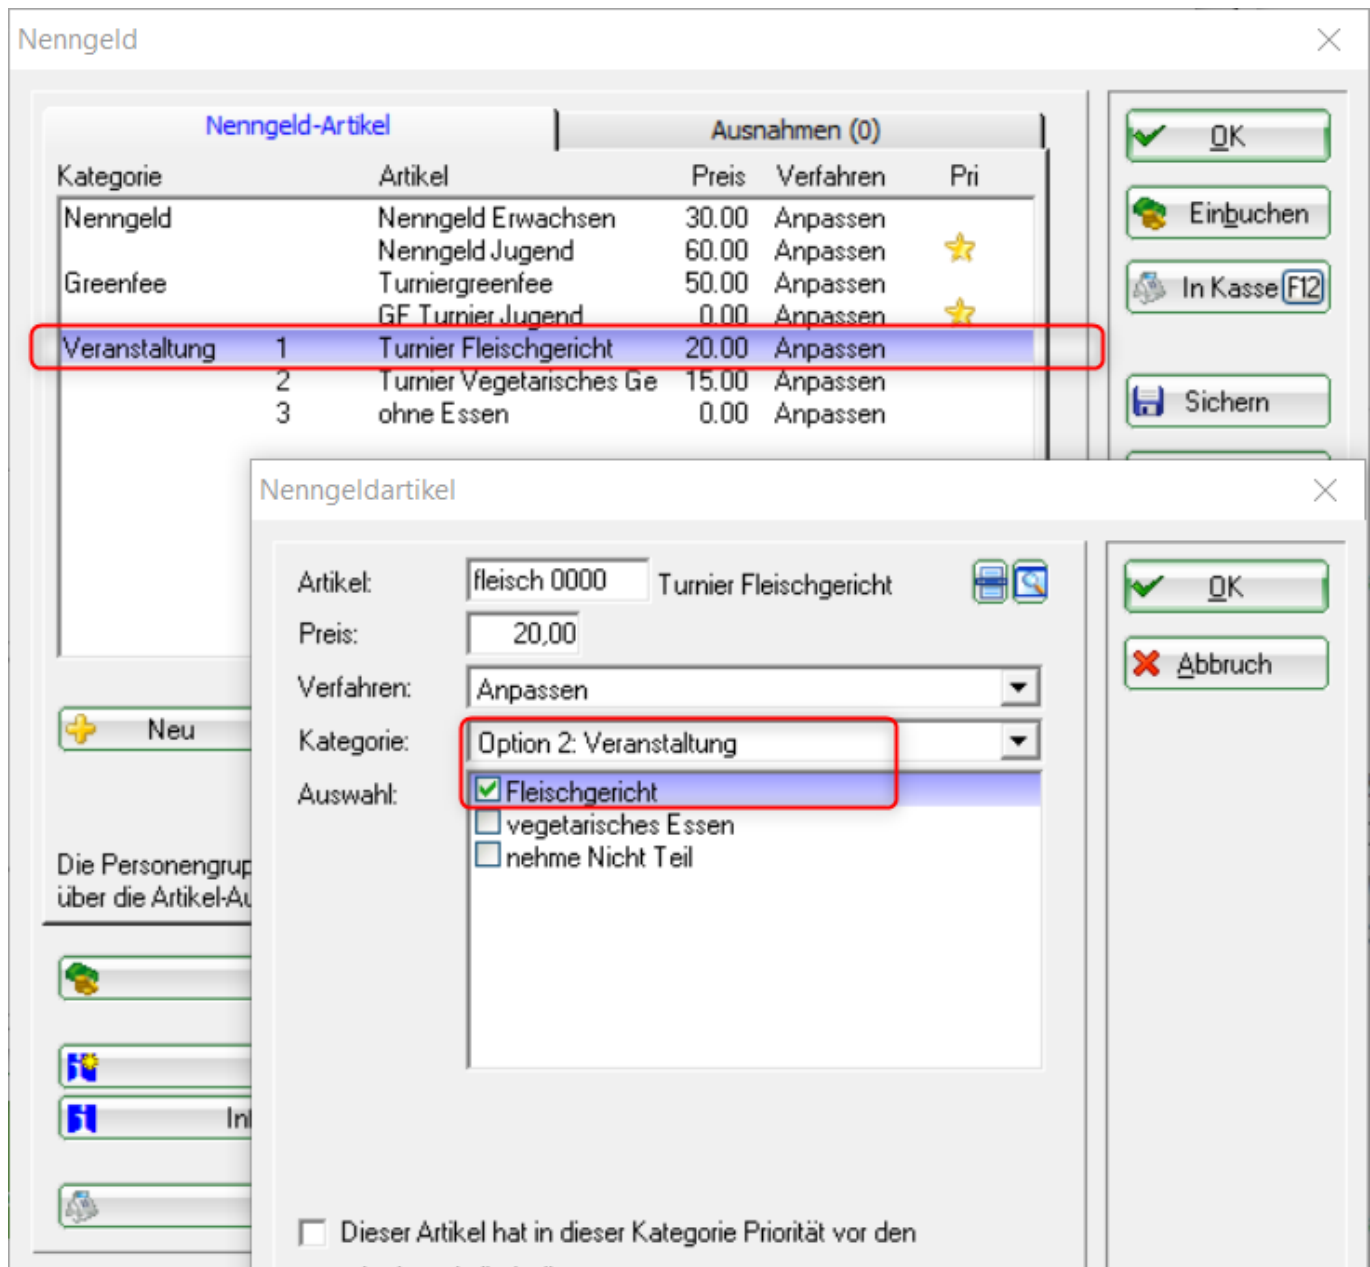 Nenngeld
Nenngeld-Artikel Ausnahmen (0)
Kategorie Artikel Preis Verfahren Pri
Nenngeld Nenngeld Erwachsen 30.00 Anpassen
Nenngeld Jugend 60.00 Anpassen
Greenfee Turniergreenfee 50.00 Anpassen
GF Turnier Jugend 0.00 Anpassen
Veranstaltung 1 Turnier Fleischgericht 20.00 Anpassen
2 Turnier Vegetarisches Ge 15.00 Anpassen
3 ohne Essen 0.00 Anpassen
OK
Einbuchen
In Kasse F12
Sichern
Neu
Die Personengrup
über die Artikel-Au
Nenngeldartikel
Artikel: fleisch 0000 Turnier Fleischgericht
Preis: 20,00
Verfahren: Anpassen
Kategorie: Option 2: Veranstaltung
Auswahl: Fleischgericht
vegetarisches Essen
nehme Nicht Teil
Dieser Artikel hat in dieser Kategorie Priorität vor den
OK
Abbruch